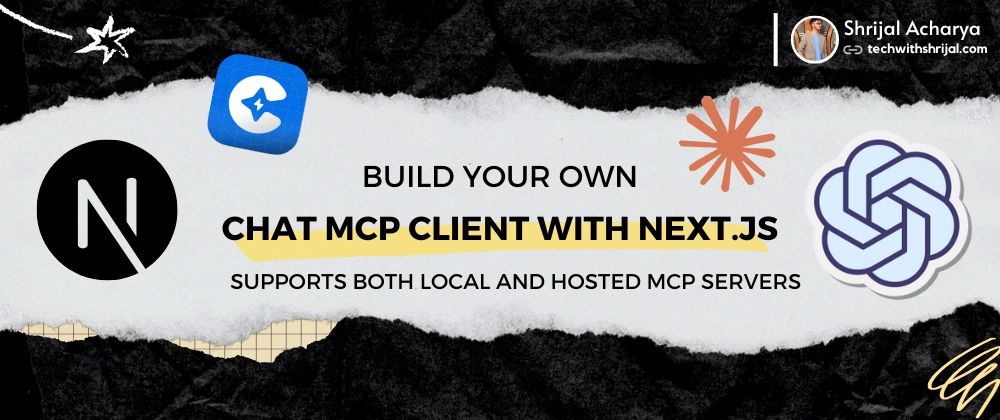 Shrijal Acharya
techwithshrijal.com
BUILD YOUR OWN
CHAT MCP CLIENT WITH NEXT.JS
SUPPORTS BOTH LOCAL AND HOSTED MCP SERVERS